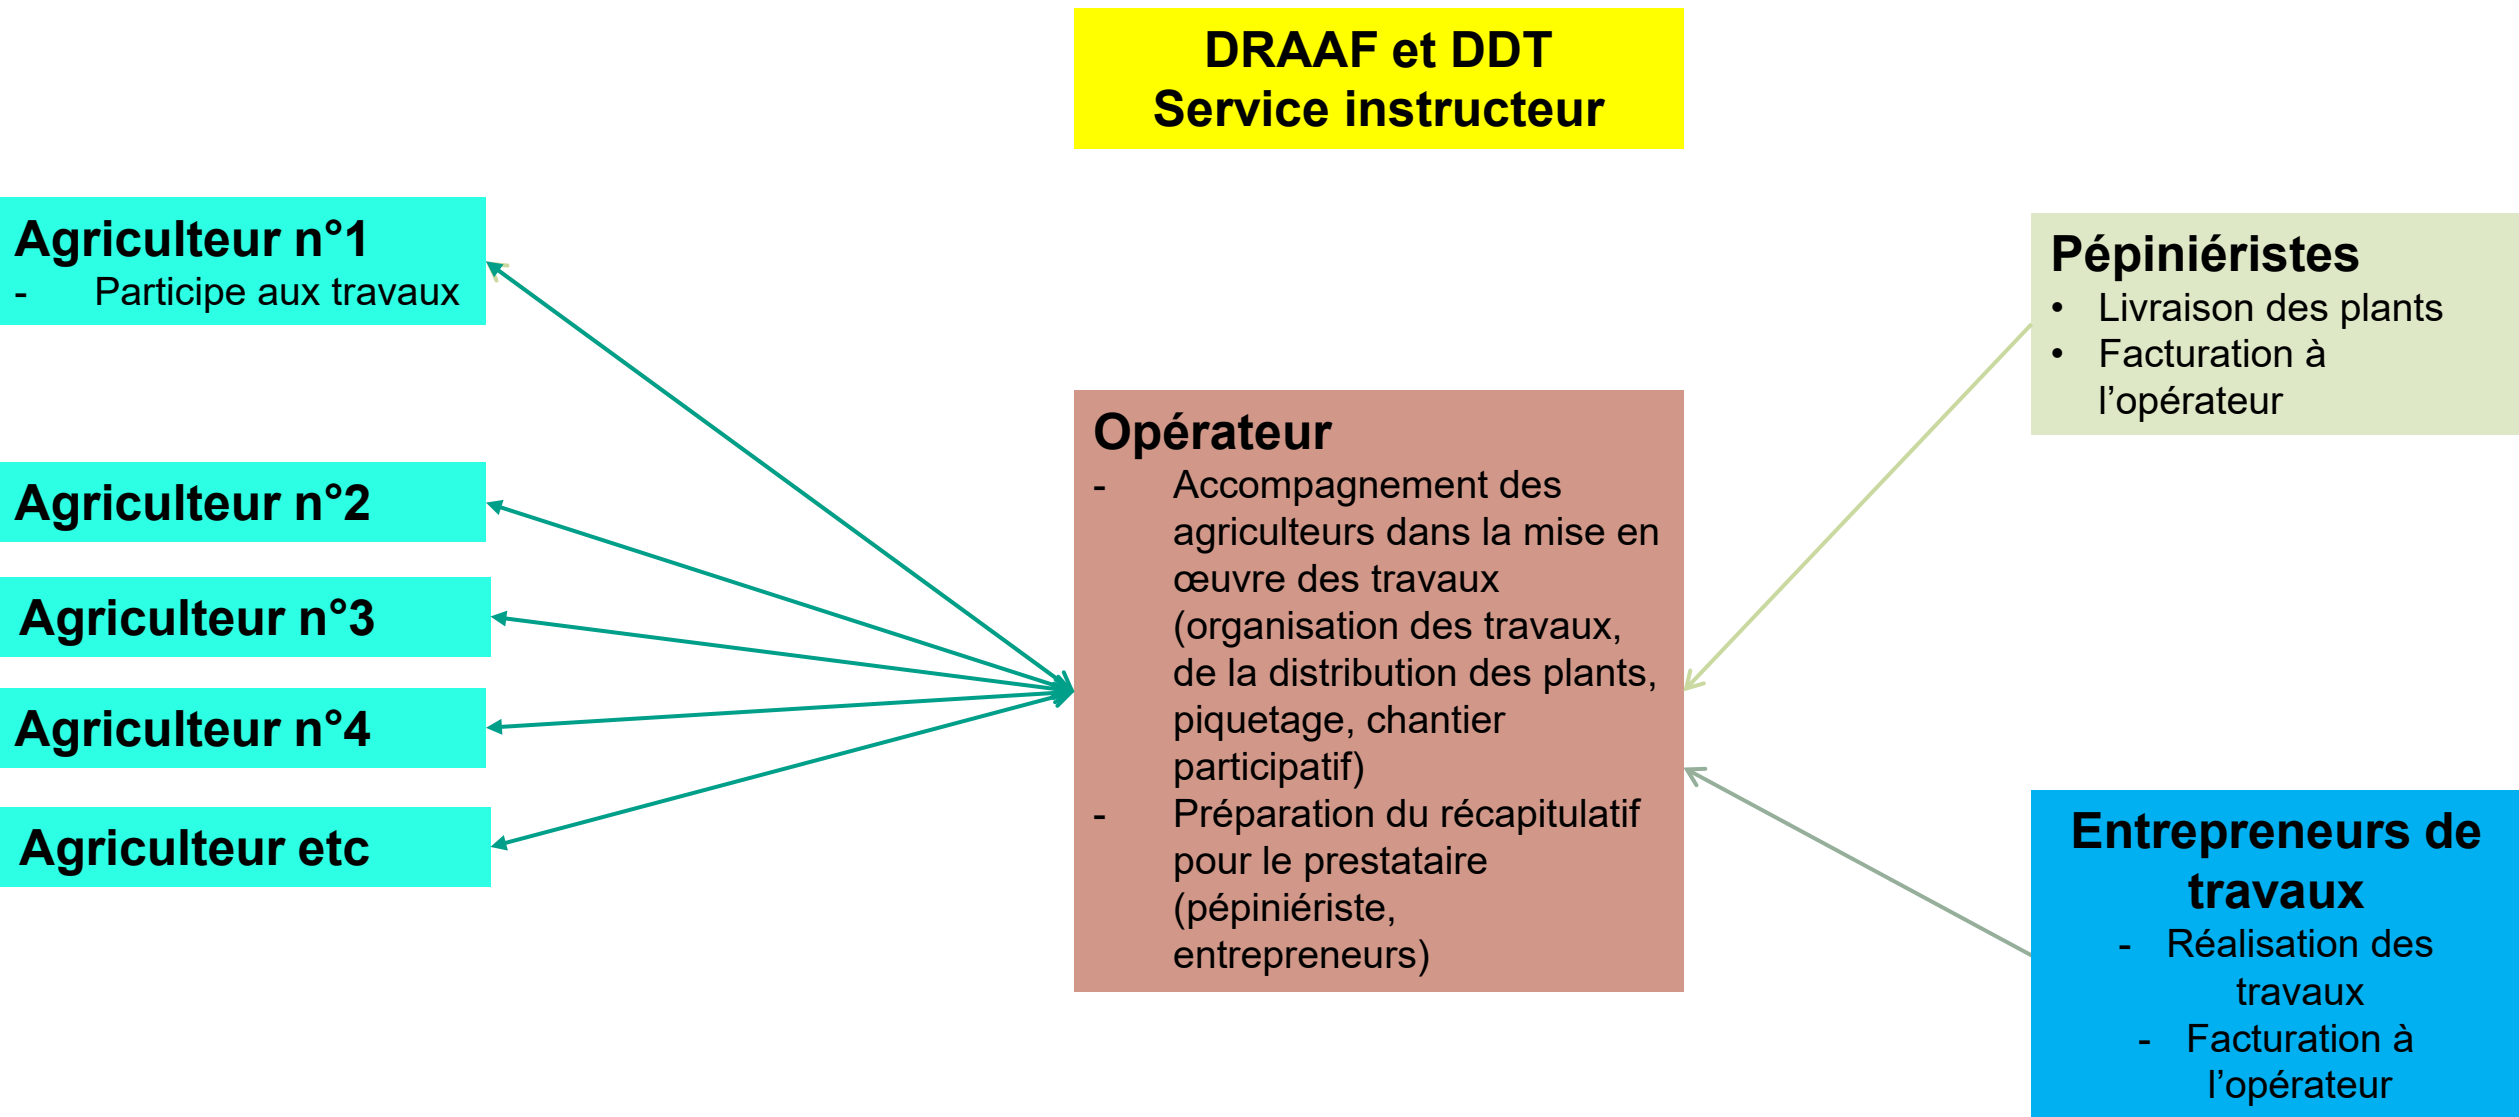 DRAAF et DDT
Service instructeur
Agriculteur n°1
- Participe aux travaux
Agriculteur n°2
Agriculteur n°3
Agriculteur n°4
Agriculteur etc
Opérateur
- Accompagnement des
agriculteurs dans la mise en
œuvre des travaux
(organisation des travaux,
de la distribution des plants,
piquetage, chantier
participatif)
- Préparation du récapitulatif
pour le prestataire
(pépiniériste,
entrepreneurs)
Pépiniéristes
• Livraison des plants
• Facturation à
l’opérateur
Entrepreneurs de
travaux
- Réalisation des
travaux
- Facturation à
l’opérateur